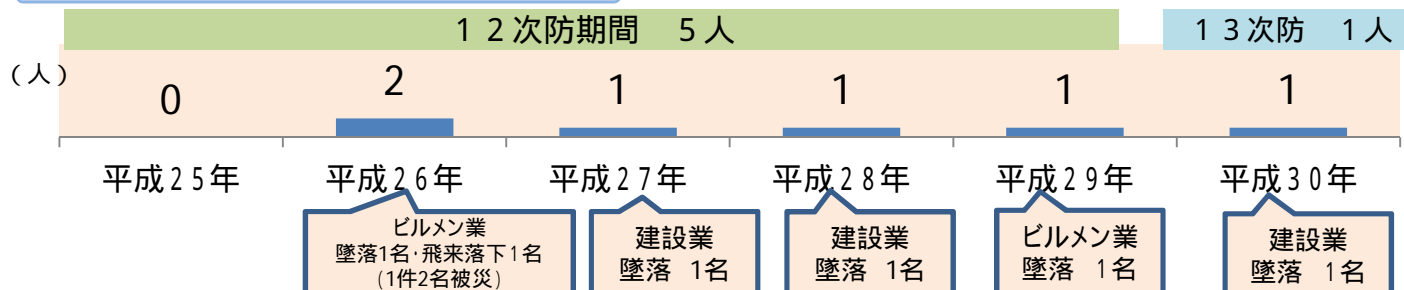 12次防期間 5人
13次防 1人
(人)
0
2
1
1
1
1
平成25年
平成26年
平成27年
平成28年
平成29年
平成30年
ビルメン業
墜落1名・飛来落下1名
(1件2名被災)
建設業
墜落 1名
建設業
墜落 1名
ビルメン業
墜落 1名
建設業
墜落 1名